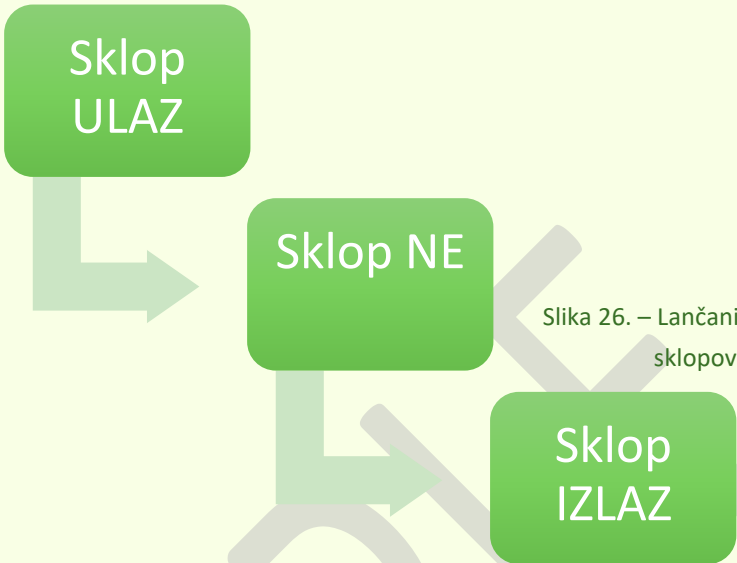 Sklop
ULAZ
Sklop NE
Slika 26. – Lančani
sklopov
Sklop
IZLAZ